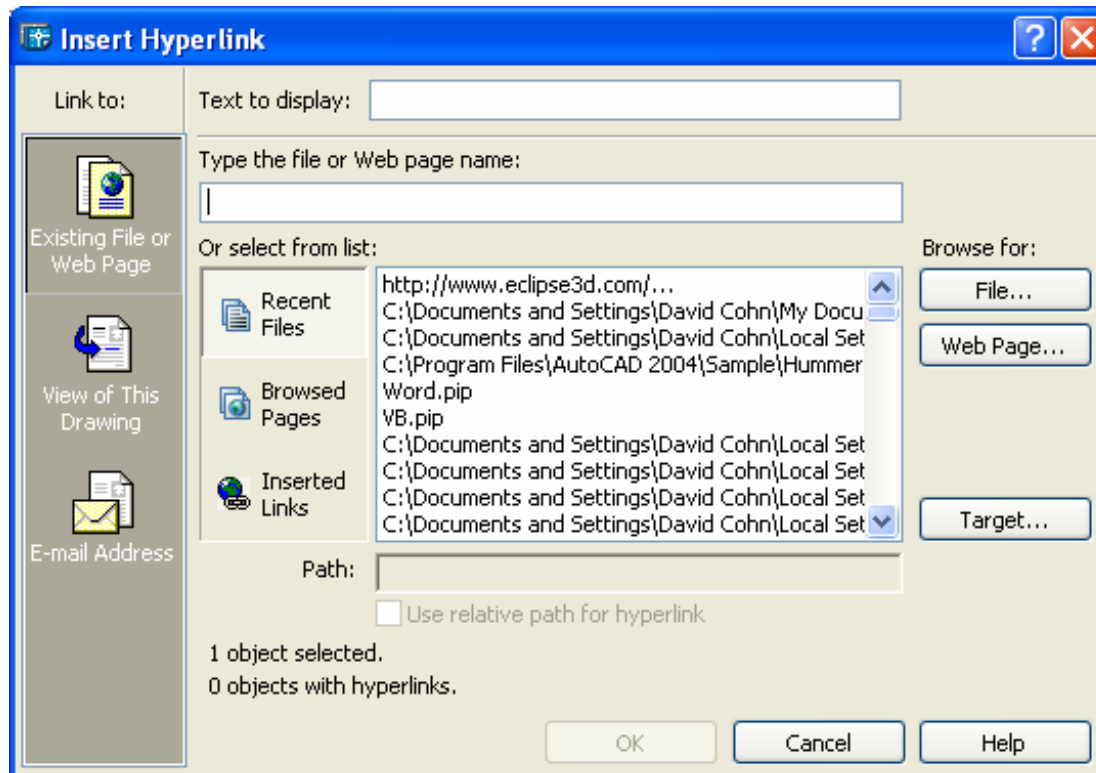 Insert Hyperlink
Link to:
Text to display:
Type the file or Web page name:
Existing File or
Web Page
View of This
Drawing
E-mail Address
Or select from list:
Recent
Files
Browsed
Pages
Inserted
Links
http://www.eclipse3d.com/...
C:\Documents and Settings\David Cohn\My Docu
C:\Documents and Settings\David Cohn\Local Set
C:\Program Files\AutoCAD 2004\Sample\Hummer
Word.pip
VB.pip
C:\Documents and Settings\David Cohn\Local Set
C:\Documents and Settings\David Cohn\Local Set
C:\Documents and Settings\David Cohn\Local Set
C:\Documents and Settings\David Cohn\Local Set
Browse for:
File...
Web Page...
Target...
Path:
Use relative path for hyperlink
1 object selected.
0 objects with hyperlinks.
OK
Cancel
Help